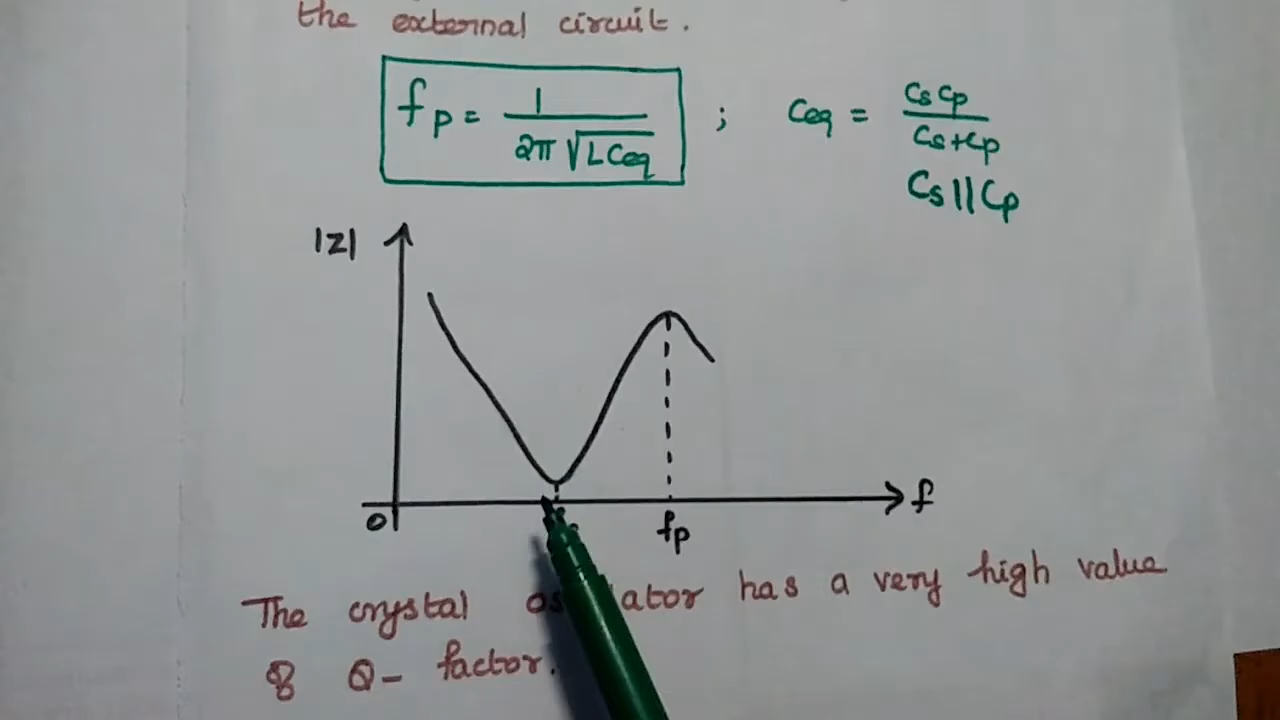 the external circuit.
fp = 1 / 2π √LCeq ; Ceq = CsCp / Cs+Cp
Cs||Cp
|Z|
0 fp f
The crystal has a very high value
of Q- factor.